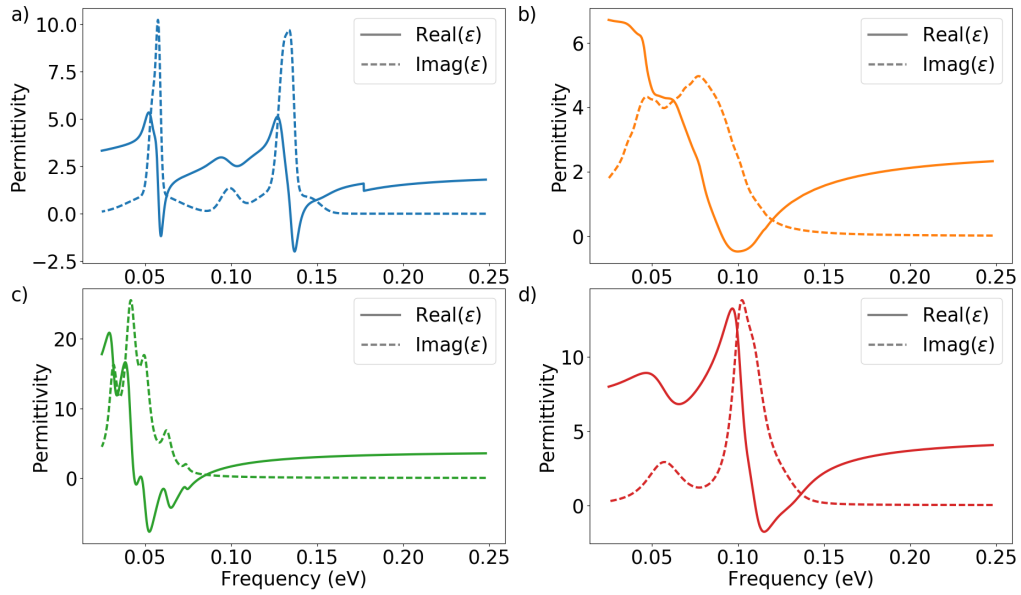 a)
10.0
7.5
5.0
2.5
0.0
−2.5
Permittivity
Real(ε)
Imag(ε)
0.05 0.10 0.15 0.20 0.25
b)
6
4
2
0
Permittivity
Real(ε)
Imag(ε)
0.05 0.10 0.15 0.20 0.25
c)
20
10
0
Permittivity
Real(ε)
Imag(ε)
0.05 0.10 0.15 0.20 0.25
Frequency (eV)
d)
10
5
0
Permittivity
Real(ε)
Imag(ε)
0.05 0.10 0.15 0.20 0.25
Frequency (eV)